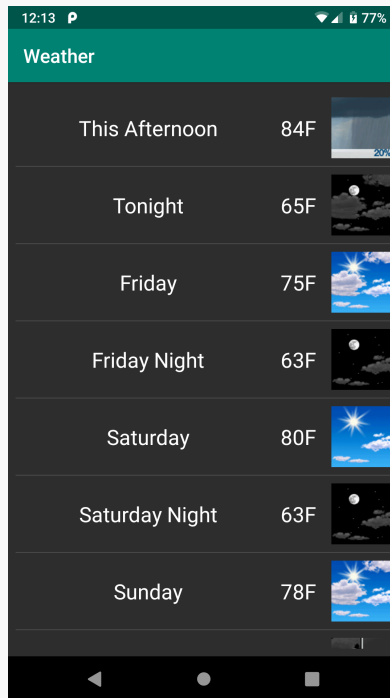 12:13 77%
Weather
This Afternoon 84F
20%
Tonight 65F
Friday 75F
Friday Night 63F
Saturday 80F
Saturday Night 63F
Sunday 78F